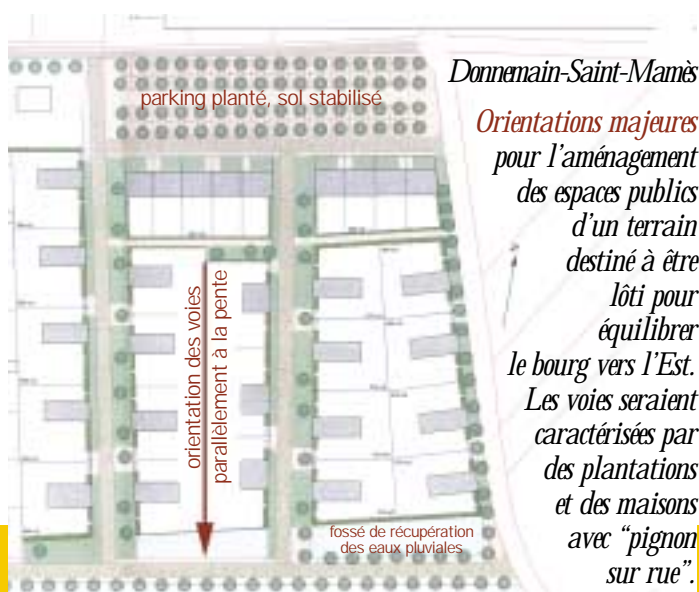 Donnemain-Saint-Mamès
Orientations majeures
pour l'aménagement
des espaces publics
d'un terrain
destiné à être
lôti pour
équilibrer
le bourg vers l'Est.
Les voies seraient
caractérisées par
des plantations
et des maisons
avec “pignon
sur rue”.
parking planté, sol stabilisé
orientation des voies
parallèlement à la pente
fossé de récupération
des eaux pluviales